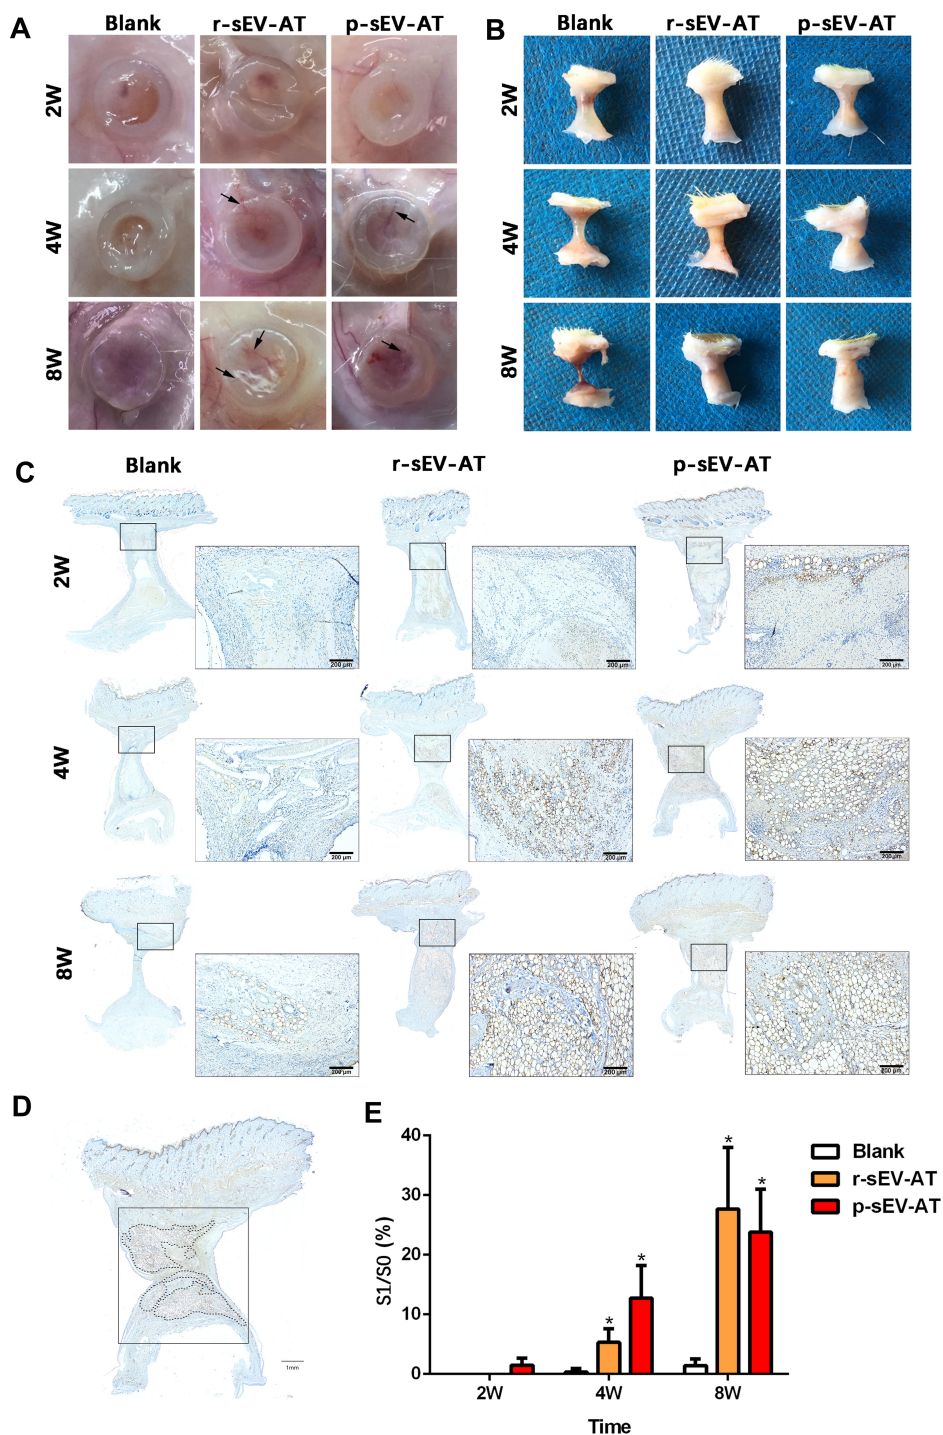 A
Blank r-sEV-AT p-sEV-AT
2W
4W
8W
B
Blank r-sEV-AT p-sEV-AT
2W
4W
8W
C
Blank r-sEV-AT p-sEV-AT
2W
200 μm 200 μm 200 μm
4W
200 μm 200 μm 200 μm
8W
200 μm 200 μm 200 μm
D
1mm
E
S1/S0 (%)
40
30
20
10
0
* * * *
2W 4W 8W
Time
Blank
r-sEV-AT
p-sEV-AT